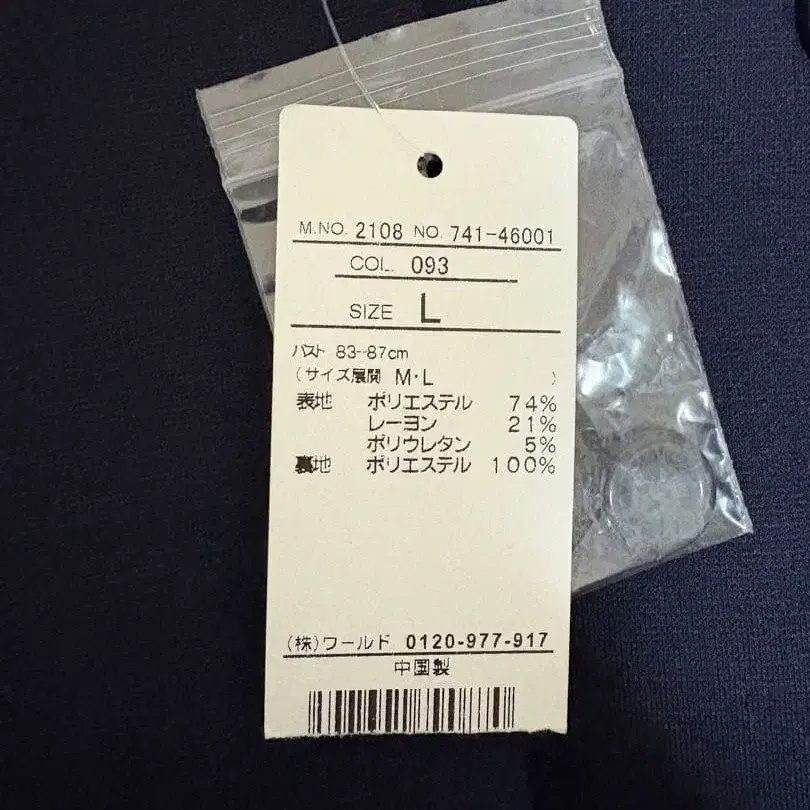 M.NO. 2108 NO. 741-46001
COL. 093
SIZE L
バスト 83-87cm
(サイズ展開 M・L )
表地 ポリエステル 74%
レーヨン 21%
ポリウレタン 5%
裏地 ポリエステル 100%
(株)ワールド 0120-977-917
中国製